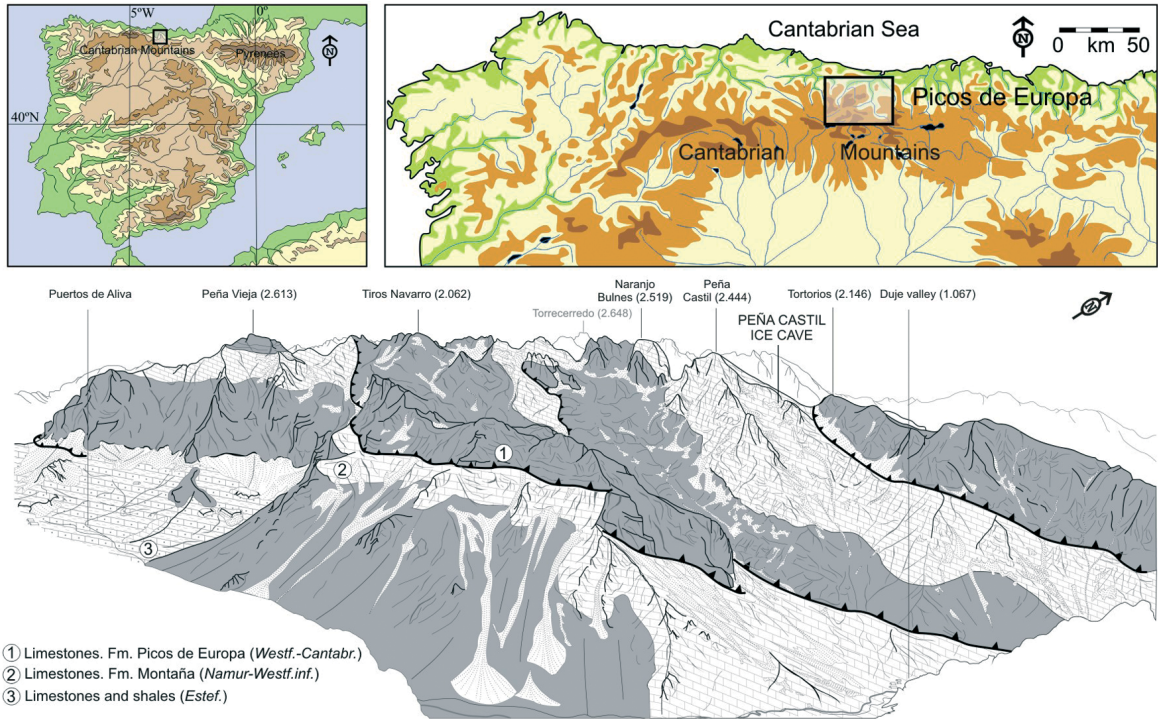 5ºW
0º
Cantabrian Mountains
Pyrenees
N
40ºN
Cantabrian Sea
N
0 km 50
Picos de Europa
Cantabrian Mountains
Puertos de Aliva
Peña Vieja (2.613)
Tiros Navarro (2.062)
Torrecerredo (2.648)
Naranjo
Bulnes (2.519)
Peña
Castil (2.444)
PEÑA CASTIL
ICE CAVE
Tortorios (2.146)
Duje valley (1.067)
N
1
2
3
1 Limestones. Fm. Picos de Europa (Westf.-Cantabr.)
2 Limestones. Fm. Montaña (Namur-Westf.inf.)
3 Limestones and shales (Estef.)